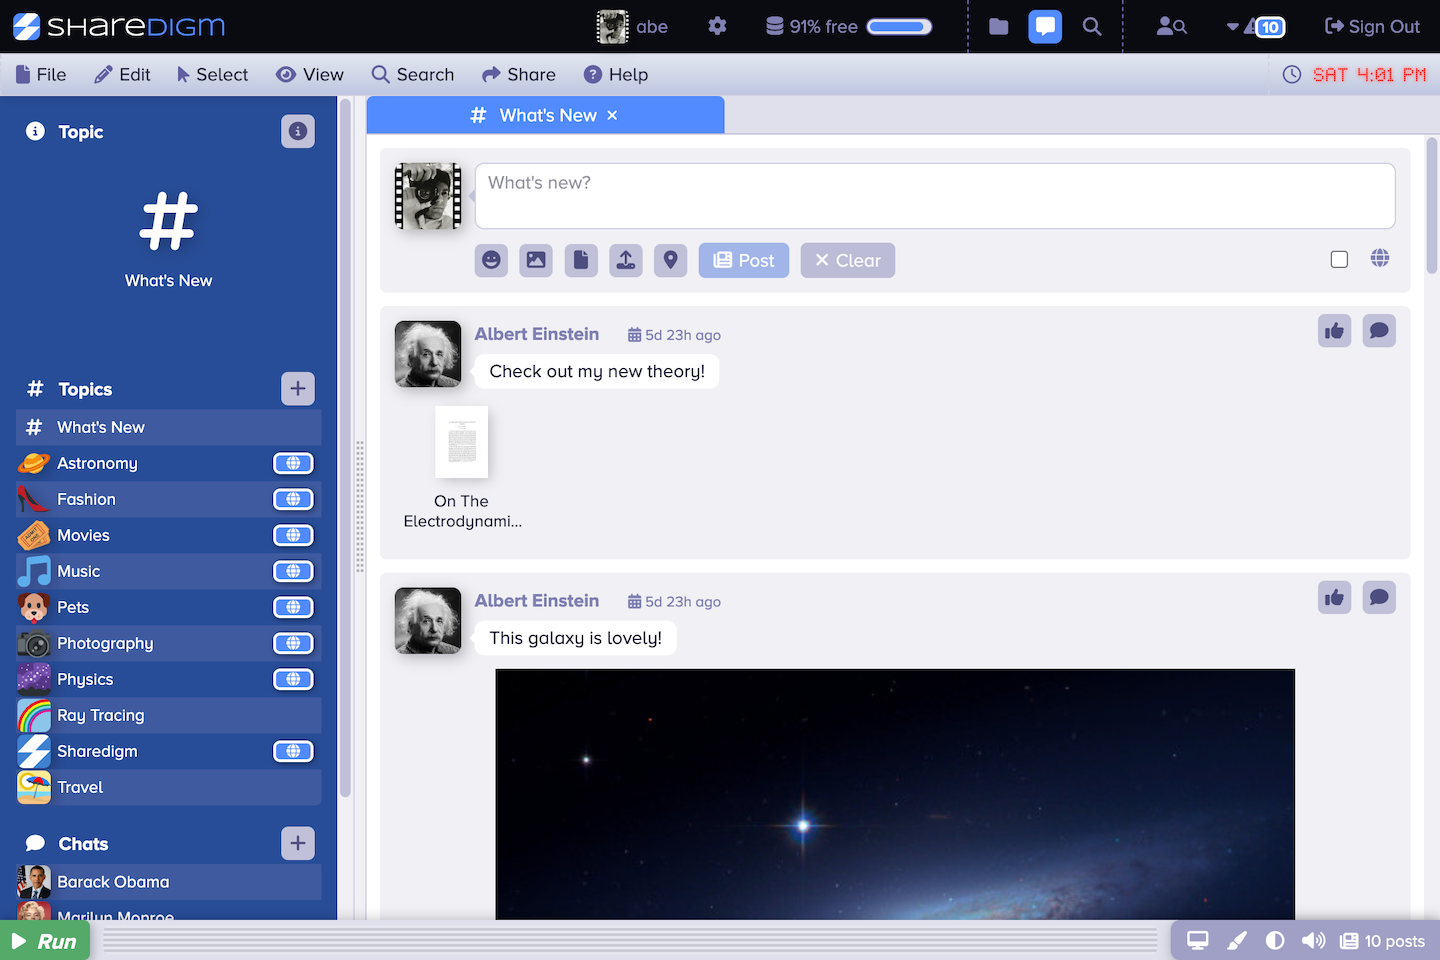 SHAREDIGM
abe
91% free
10
Sign Out
File
Edit
Select
View
Search
Share
Help
SAT 4:01 PM
Topic
What's New
Topics
What's New
Astronomy
Fashion
Movies
Music
Pets
Photography
Physics
Ray Tracing
Sharedigm
Travel
Chats
Barack Obama
Marilyn Monroe
What's New
What's new?
Post
Clear
Albert Einstein
5d 23h ago
Check out my new theory!
On The
Electrodynami...
Albert Einstein
5d 23h ago
This galaxy is lovely!
Run
10 posts